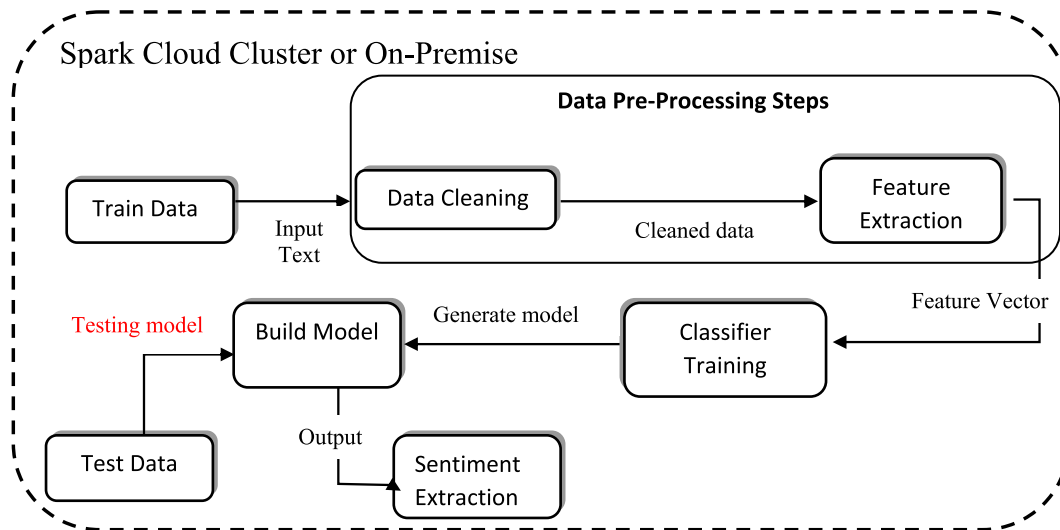 Spark Cloud Cluster or On-Premise
Data Pre-Processing Steps
Train Data
Input
Text
Data Cleaning
Cleaned data
Feature
Extraction
Feature Vector
Testing model
Build Model
Generate model
Classifier
Training
Test Data
Output
Sentiment
Extraction